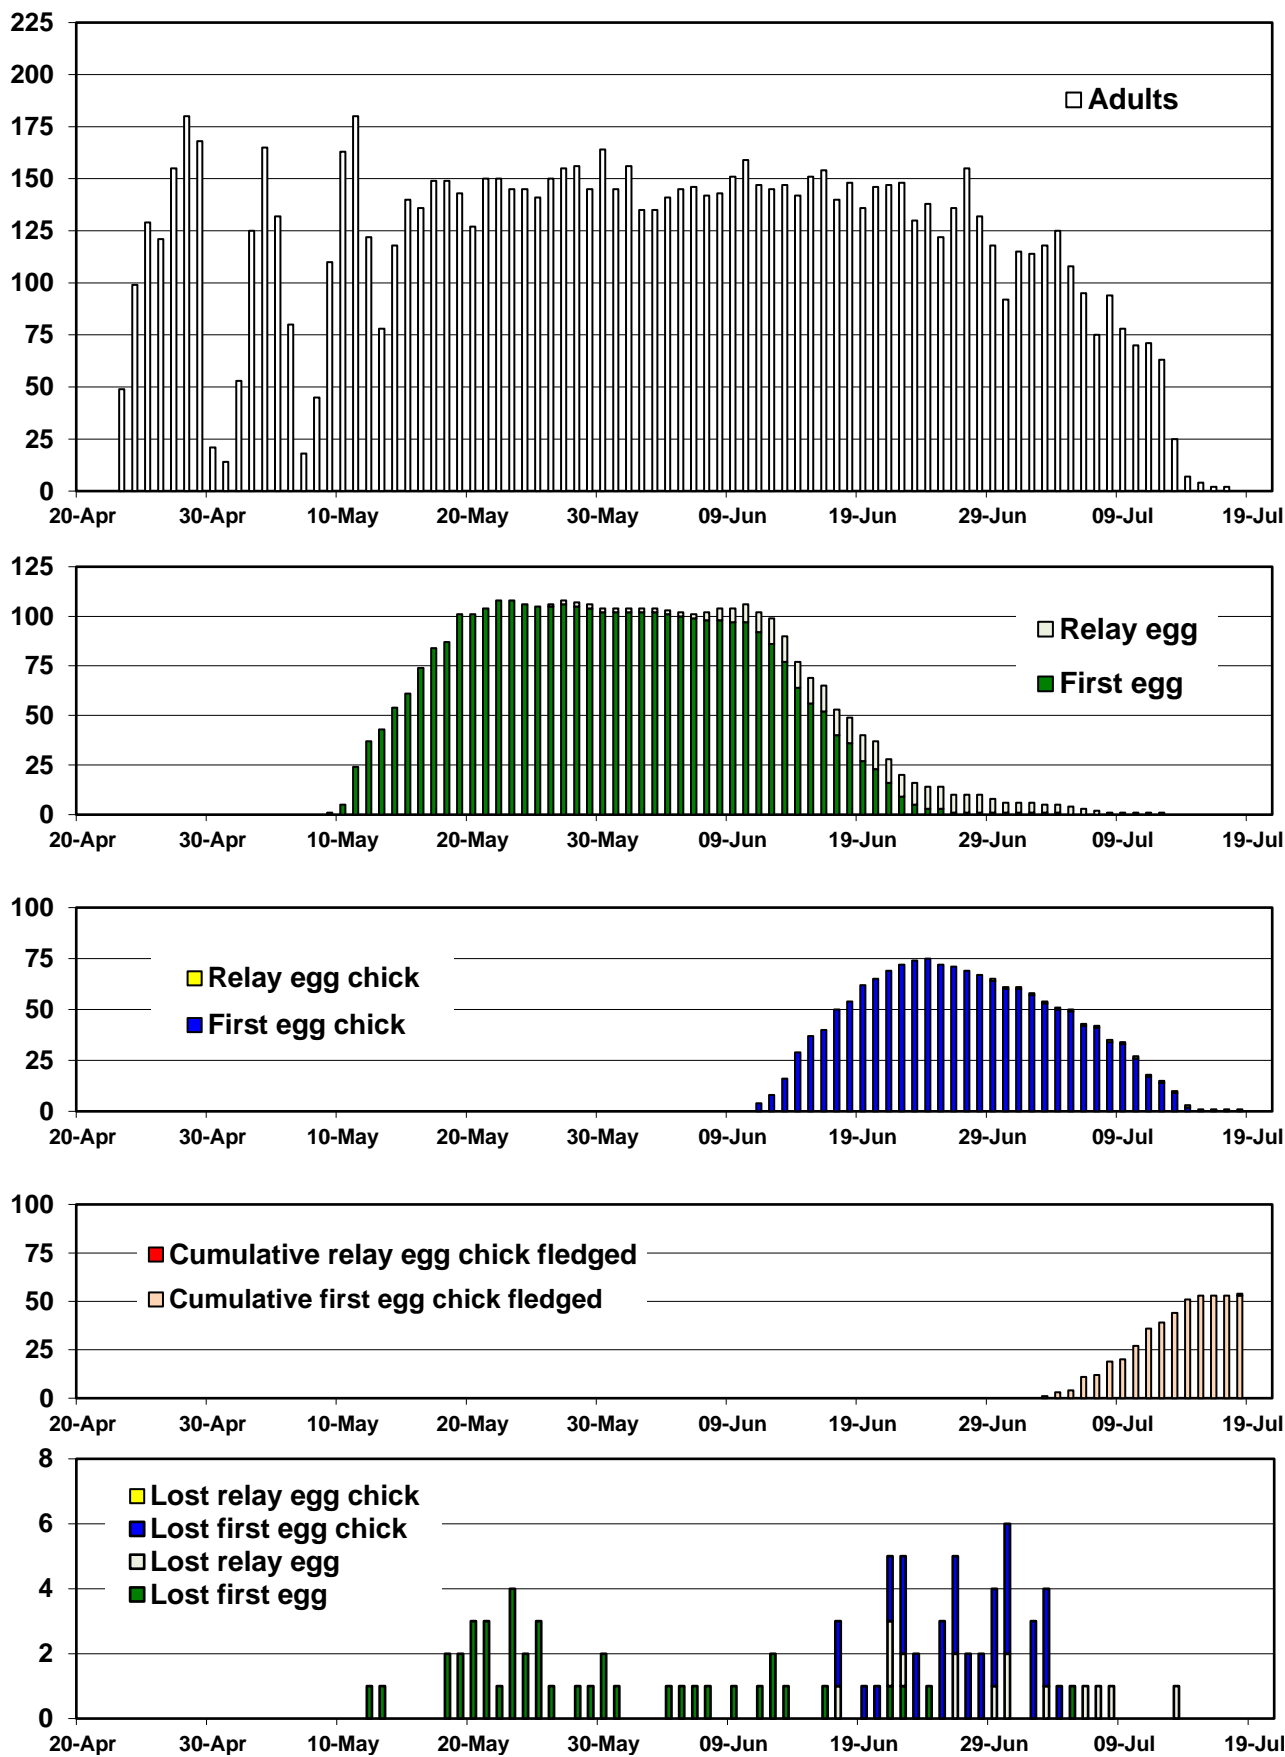 225
200
175
150
125
100
75
50
25
0
Adults
20-Apr 30-Apr 10-May 20-May 30-May 09-Jun 19-Jun 29-Jun 09-Jul 19-Jul
125
100
75
50
25
0
Relay egg
First egg
20-Apr 30-Apr 10-May 20-May 30-May 09-Jun 19-Jun 29-Jun 09-Jul 19-Jul
100
75
50
25
0
Relay egg chick
First egg chick
20-Apr 30-Apr 10-May 20-May 30-May 09-Jun 19-Jun 29-Jun 09-Jul 19-Jul
100
75
50
25
0
Cumulative relay egg chick fledged
Cumulative first egg chick fledged
20-Apr 30-Apr 10-May 20-May 30-May 09-Jun 19-Jun 29-Jun 09-Jul 19-Jul
8
6
4
2
0
Lost relay egg chick
Lost first egg chick
Lost relay egg
Lost first egg
20-Apr 30-Apr 10-May 20-May 30-May 09-Jun 19-Jun 29-Jun 09-Jul 19-Jul